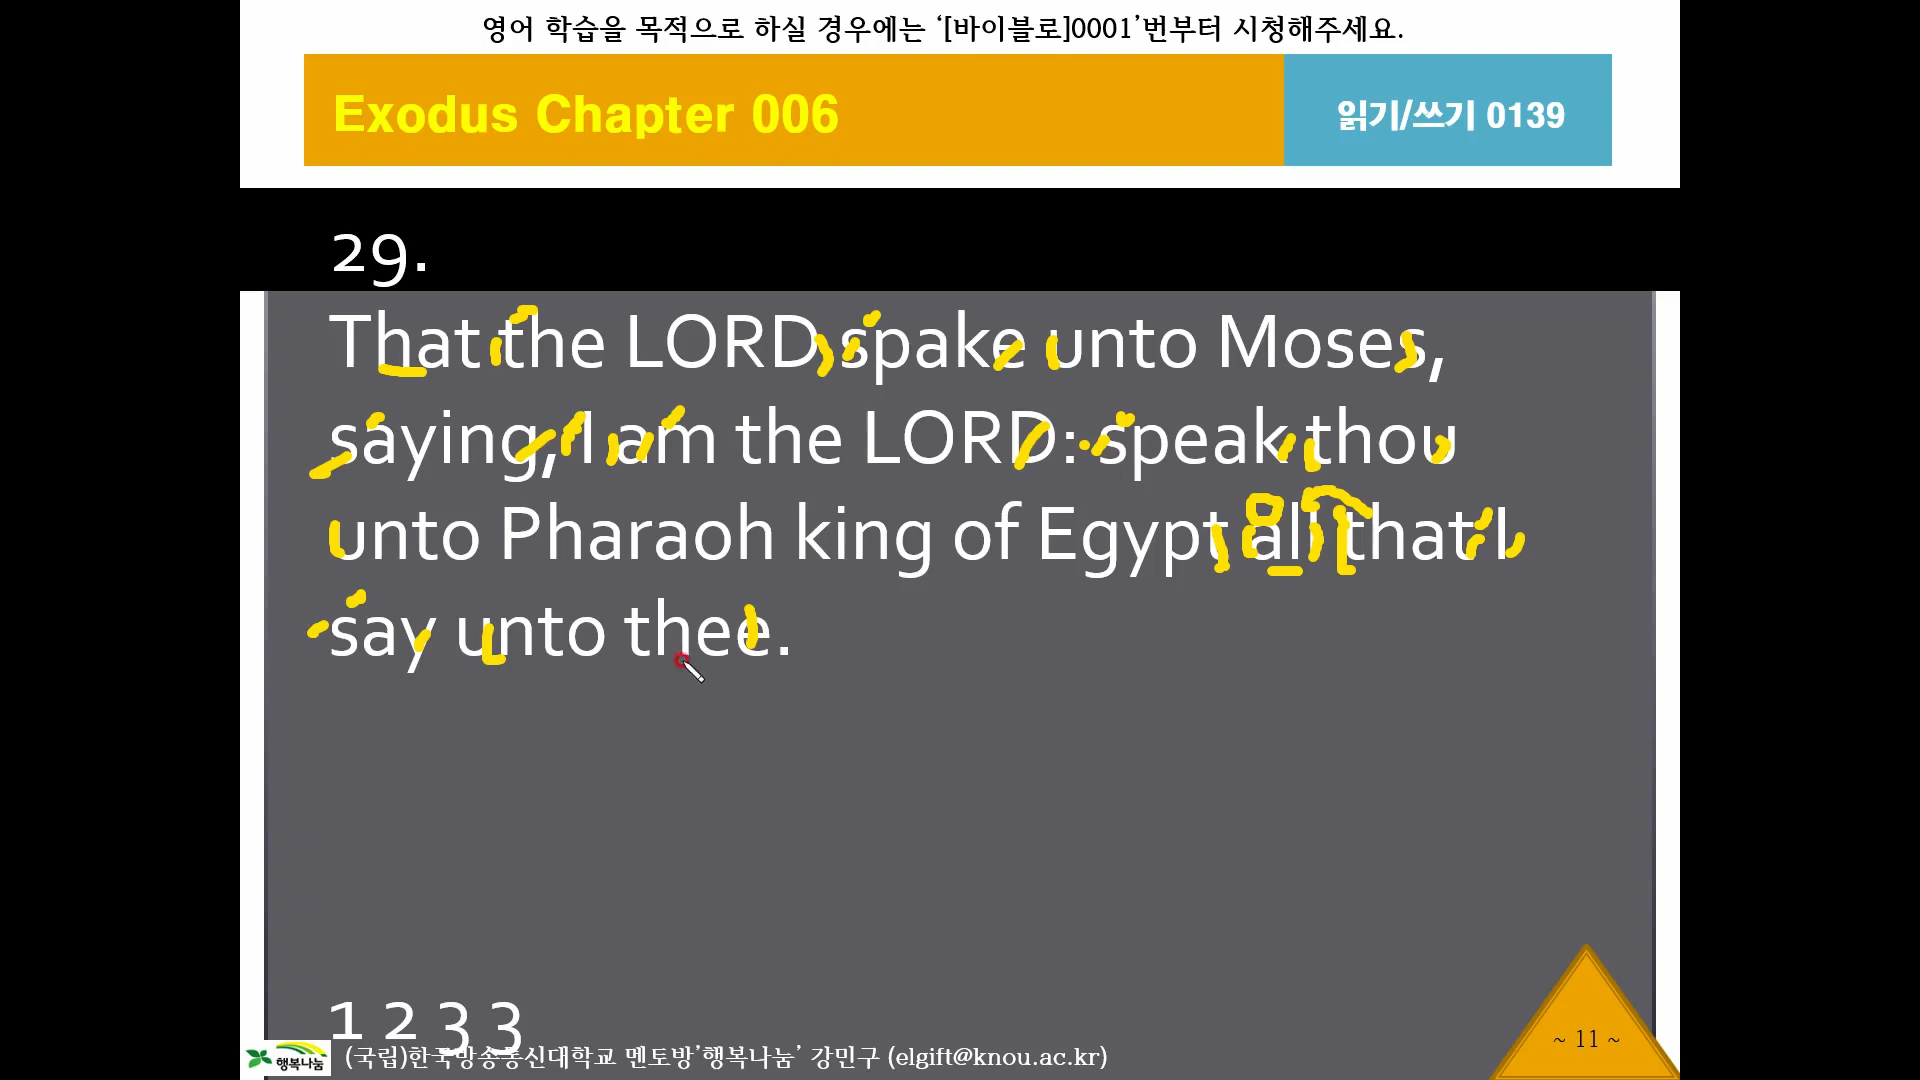 영어 학습을 목적으로 하실 경우에는 ‘[바이블로]0001’번부터 시청해주세요.
Exodus Chapter 006
읽기/쓰기 0139
29.
That the LORD spake unto Moses,
saying, I am the LORD: speak thou
unto Pharaoh king of Egypt all that I
say unto thee.
1 2 3 3
행복나눔
(국립)한국방송통신대학교 멘토방’행복나눔’ 강민구 (elgift@knou.ac.kr)
~ 11 ~